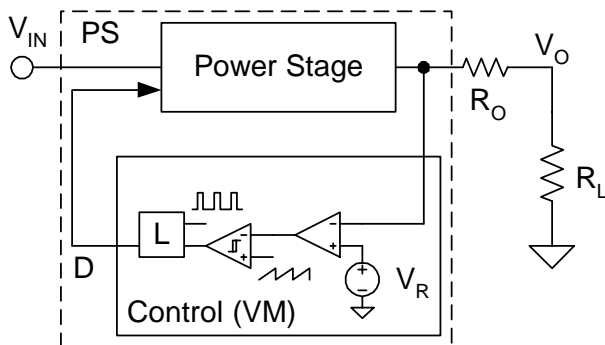 V_IN
PS
Power Stage
V_O
R_O
R_L
L
D
V_R
Control (VM)